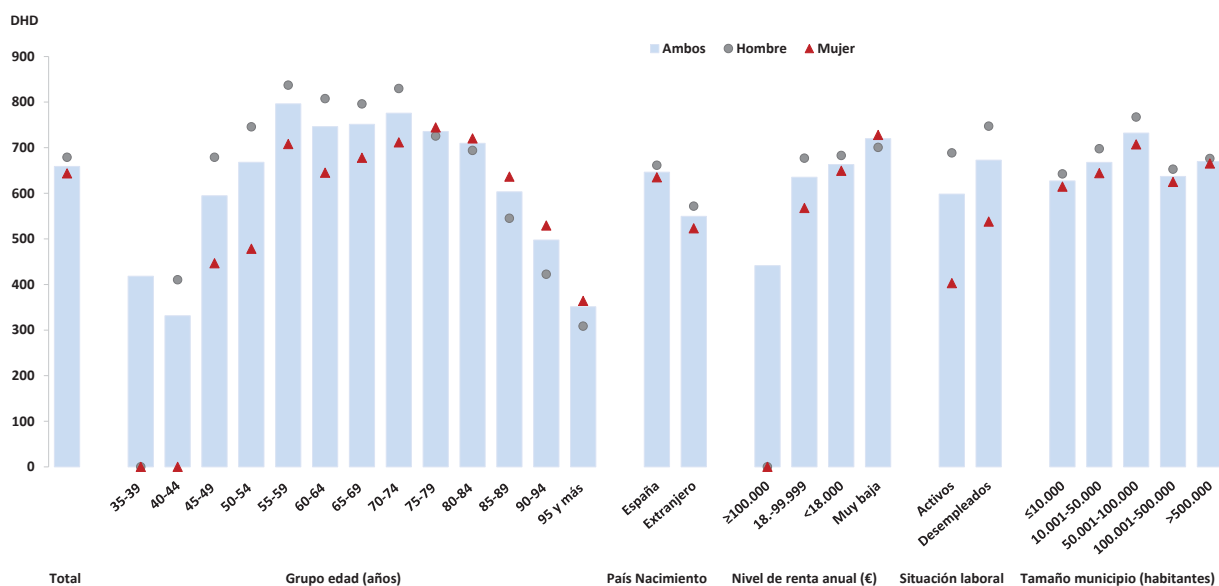 DHD
Ambos Hombre Mujer
900
800
700
600
500
400
300
200
100
0
35-39 40-44 45-49 50-54 55-59 60-64 65-69 70-74 75-79 80-84 85-89 90-94 95 y más España Extranjero ≥100.000 18.-99.999 <18.000 Muy baja Activos Desempleados ≤10.000 10.001-50.000 50.001-100.000 100.001-500.000 >500.000
Total Grupo edad (años) País Nacimiento Nivel de renta anual (€) Situación laboral Tamaño municipio (habitantes)